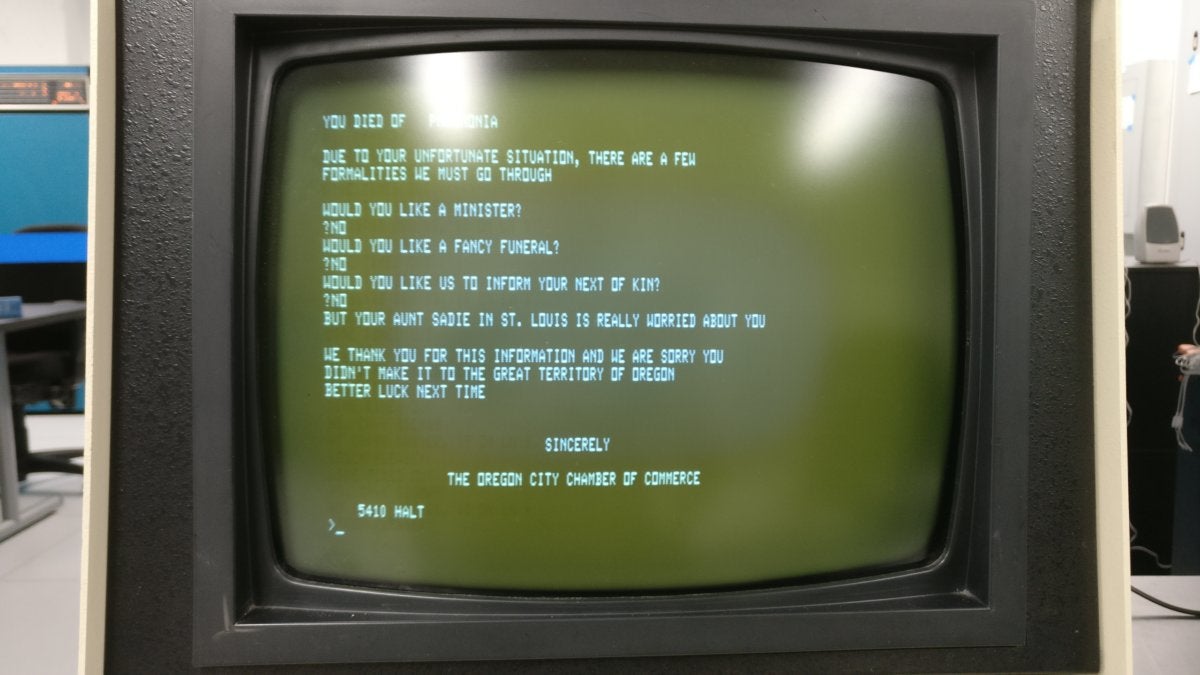 YOU DIED OF PNEUMONIA
DUE TO YOUR UNFORTUNATE SITUATION, THERE ARE A FEW
FORMALITIES WE MUST GO THROUGH
WOULD YOU LIKE A MINISTER?
?NO
WOULD YOU LIKE A FANCY FUNERAL?
?NO
WOULD YOU LIKE US TO INFORM YOUR NEXT OF KIN?
?NO
BUT YOUR AUNT SADIE IN ST. LOUIS IS REALLY WORRIED ABOUT YOU
WE THANK YOU FOR THIS INFORMATION AND WE ARE SORRY YOU
DIDN'T MAKE IT TO THE GREAT TERRITORY OF OREGON
BETTER LUCK NEXT TIME
SINCERELY
THE OREGON CITY CHAMBER OF COMMERCE
5410 HALT
>_